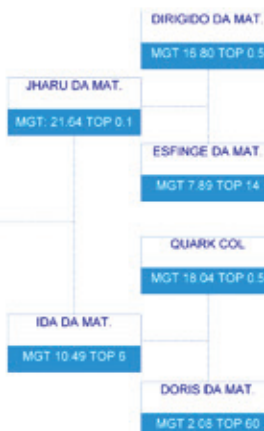 DIRIGIDO DA MAT.
MGT 16.80 TOP 0.5
JHARU DA MAT.
MGT: 21.64 TOP 0.1
ESFINGE DA MAT.
MGT 7.89 TOP 14
QUARK COL
MGT 18.04 TOP 0.5
IDA DA MAT.
MGT 10.49 TOP 6
DORIS DA MAT.
MGT 2.08 TOP 60